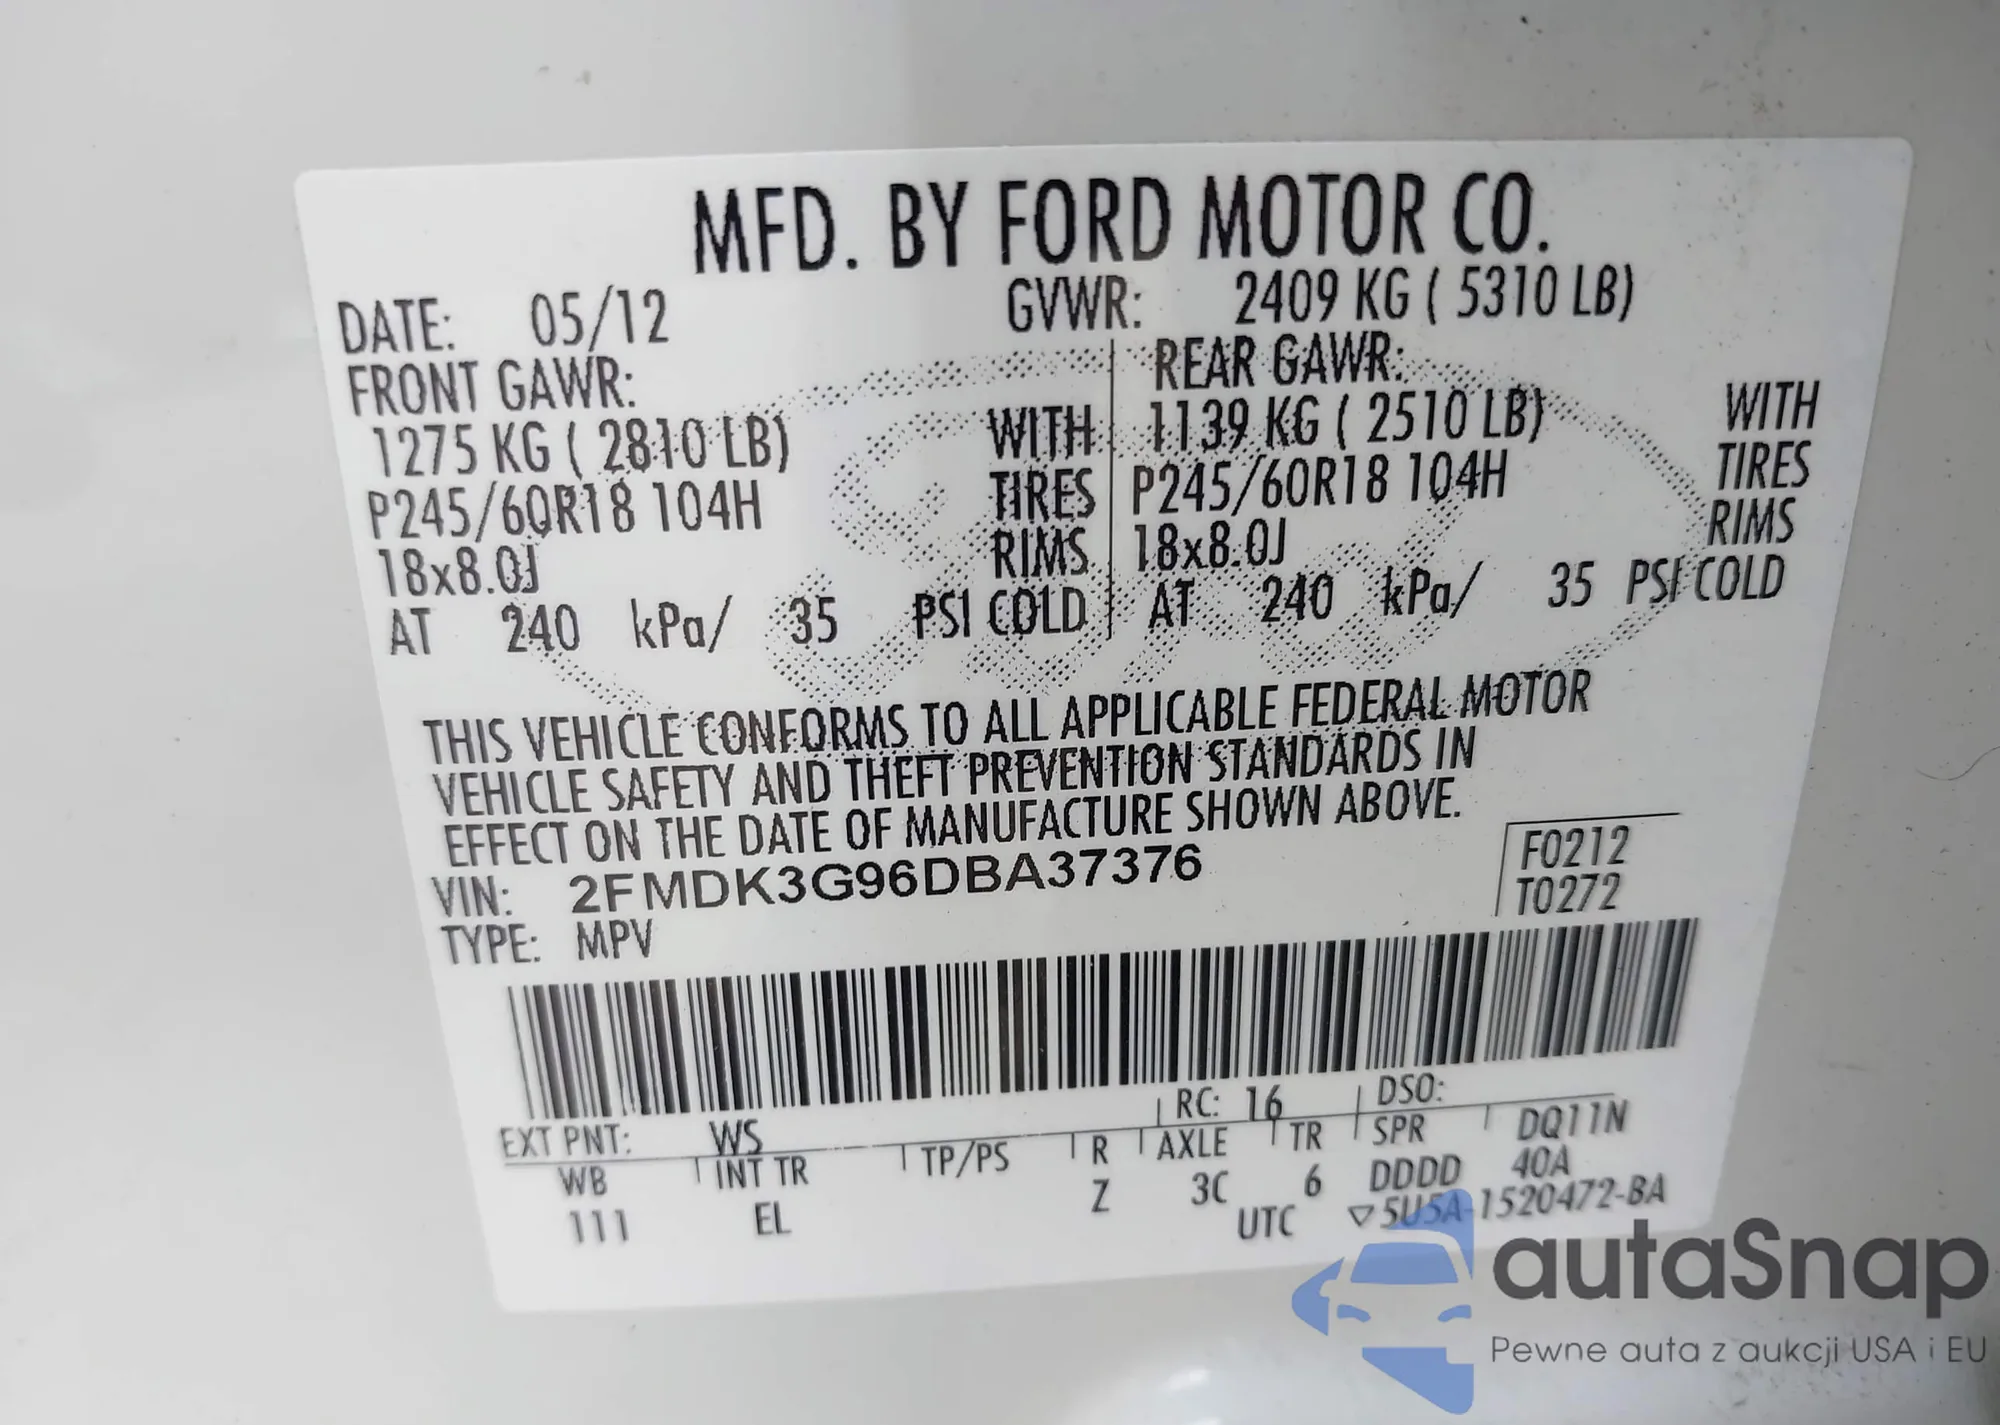 MFD. BY FORD MOTOR CO.
DATE: 05/12 GVWR: 2409 KG ( 5310 LB)
FRONT GAWR: REAR GAWR:
1275 KG ( 2810 LB) WITH 1139 KG ( 2510 LB) WITH
P245/60R18 104H TIRES P245/60R18 104H TIRES
18x8.0J RIMS 18x8.0J RIMS
AT 240 kPa/ 35 PSI COLD AT 240 kPa/ 35 PSI COLD
THIS VEHICLE CONFORMS TO ALL APPLICABLE FEDERAL MOTOR
VEHICLE SAFETY AND THEFT PREVENTION STANDARDS IN
EFFECT ON THE DATE OF MANUFACTURE SHOWN ABOVE.
VIN: 2FMDK3G96DBA37376 F0212
TYPE: MPV T0272
RC: 16 DSO:
EXT PNT: WS
WB INT TR TP/PS R AXLE TR SPR DQ11N
111 EL Z 3C 6 DDDD 40A
UTC ▽5U5A-1520472-BA
autaSnap
Pewne auta z aukcji USA i EU